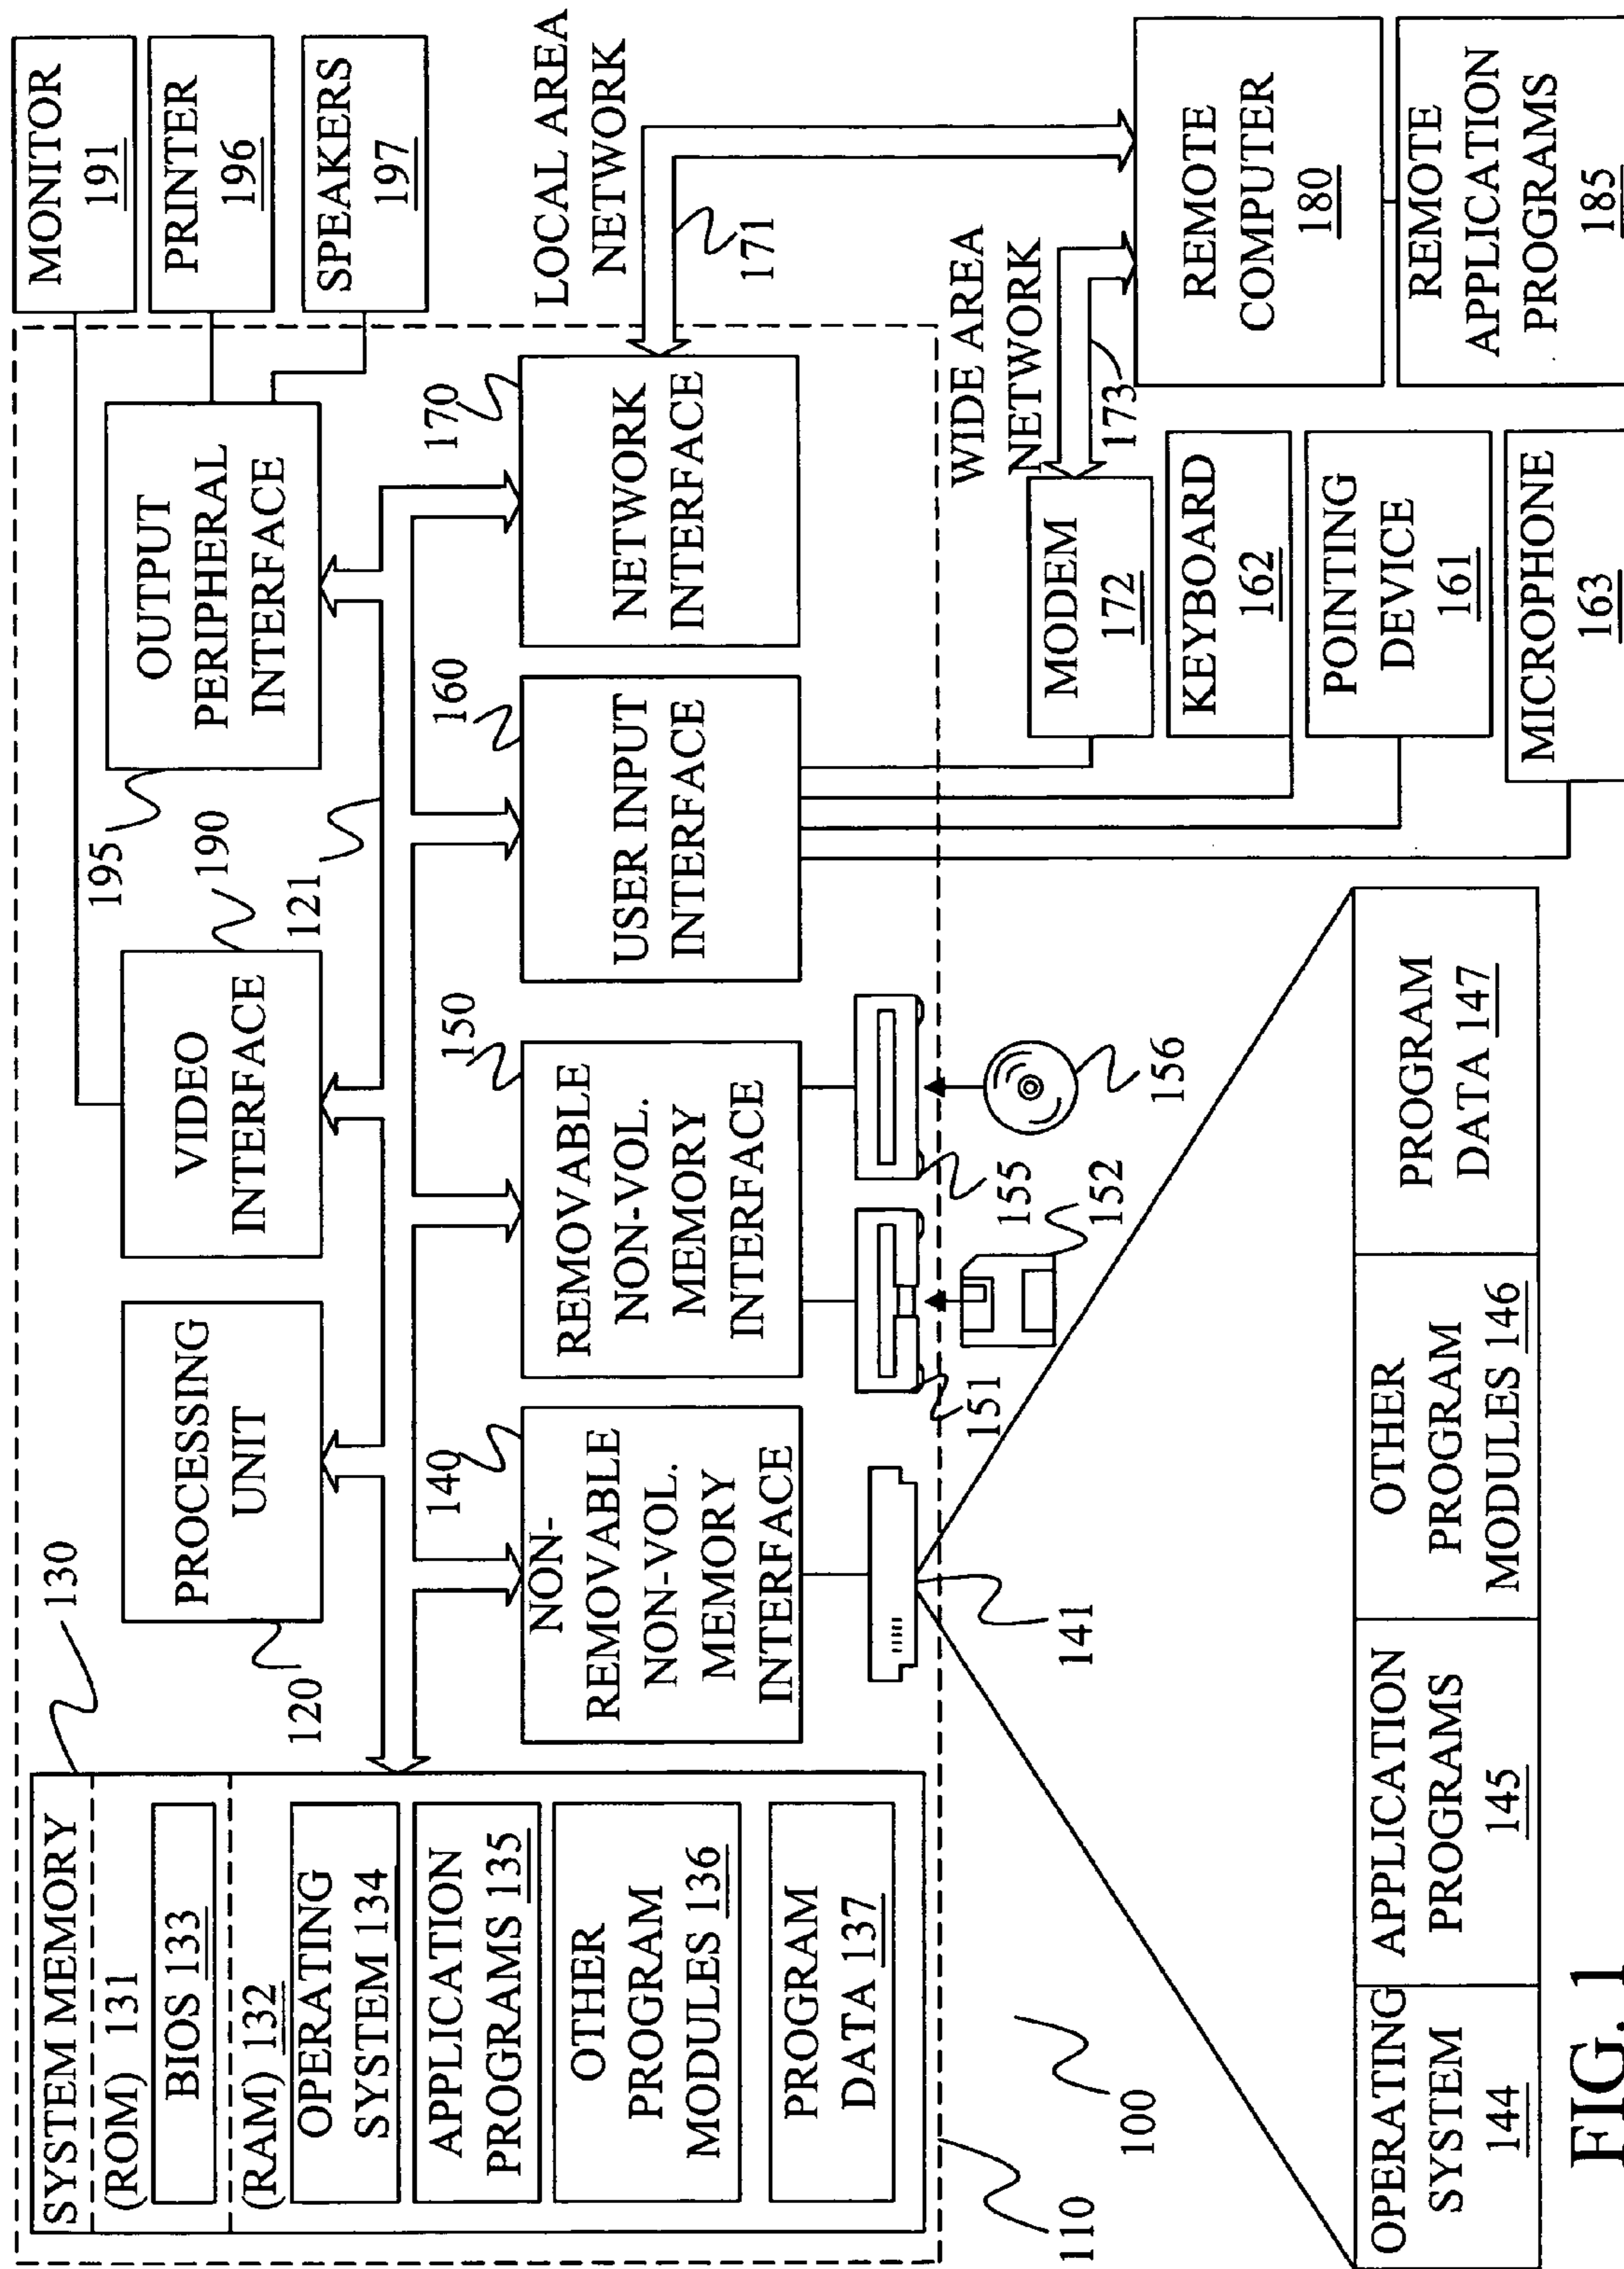 SYSTEM MEMORY
(ROM) 131
BIOS 133
(RAM) 132
OPERATING
SYSTEM 134
APPLICATION
PROGRAMS 135
OTHER
PROGRAM
MODULES 136
PROGRAM
DATA 137
130
PROCESSING
UNIT
120
VIDEO
INTERFACE
190
121
OUTPUT
PERIPHERAL
INTERFACE
195
MONITOR
191
PRINTER
196
SPEAKERS
197
140
NON-
REMOVABLE
NON-VOL.
MEMORY
INTERFACE
150
REMOVABLE
NON-VOL.
MEMORY
INTERFACE
160
USER INPUT
INTERFACE
170
NETWORK
INTERFACE
LOCAL AREA
NETWORK
171
141
151
152
155
156
WIDE AREA
NETWORK
173
MODEM
172
KEYBOARD
162
POINTING
DEVICE
161
MICROPHONE
163
REMOTE
COMPUTER
180
REMOTE
APPLICATION
PROGRAMS
185
110
100
OPERATING
SYSTEM
144
APPLICATION
PROGRAMS
145
OTHER
PROGRAM
MODULES 146
PROGRAM
DATA 147
FIG. 1